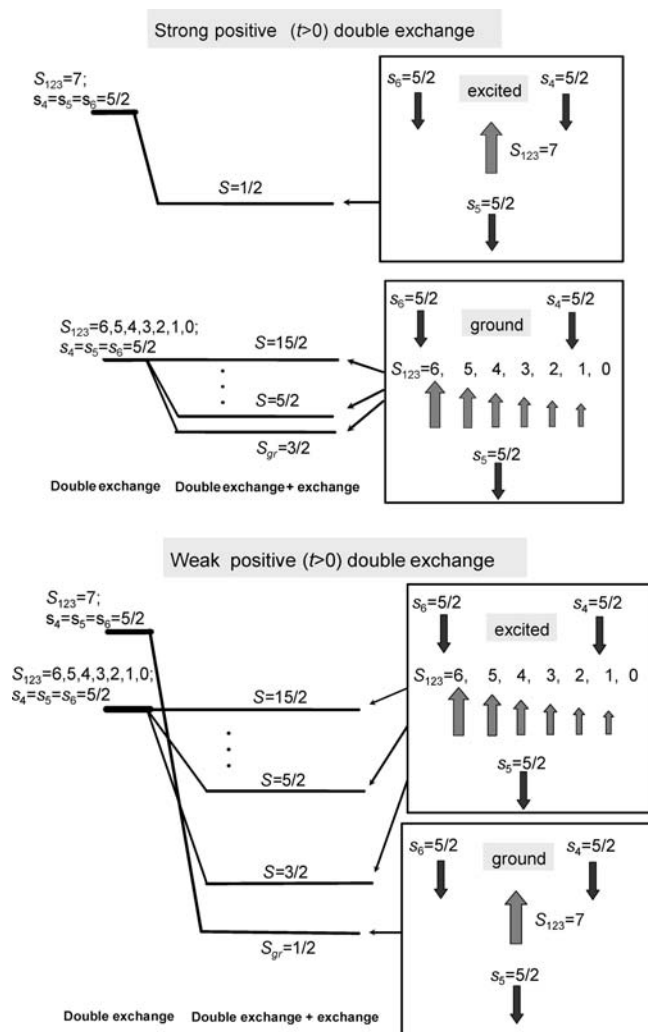 Strong positive (t>0) double exchange
S123=7;
s4=s5=s6=5/2
S=1/2
s6=5/2
excited
s4=5/2
S123=7
s5=5/2
S123=6,5,4,3,2,1,0;
s4=s5=s6=5/2
S=15/2
S=5/2
Sgr=3/2
s6=5/2
s4=5/2
ground
S123=6, 5, 4, 3, 2, 1, 0
s5=5/2
Double exchange Double exchange + exchange
Weak positive (t>0) double exchange
S123=7;
s4=s5=s6=5/2
S123=6,5,4,3,2,1,0;
s4=s5=s6=5/2
S=15/2
S=5/2
S=3/2
Sgr=1/2
s6=5/2
s4=5/2
excited
S123=6, 5, 4, 3, 2, 1, 0
s5=5/2
s6=5/2
ground
s4=5/2
S123=7
s5=5/2
Double exchange Double exchange + exchange